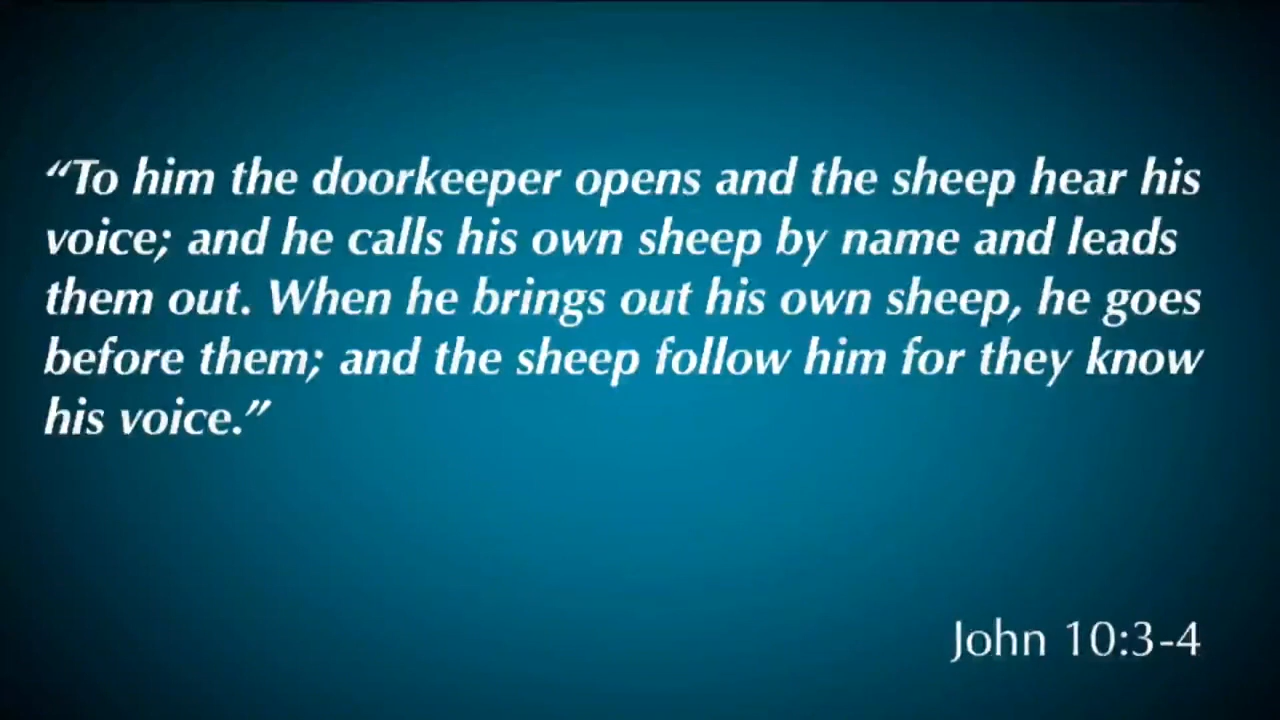 “To him the doorkeeper opens and the sheep hear his
voice; and he calls his own sheep by name and leads
them out. When he brings out his own sheep, he goes
before them; and the sheep follow him for they know
his voice.”
John 10:3-4